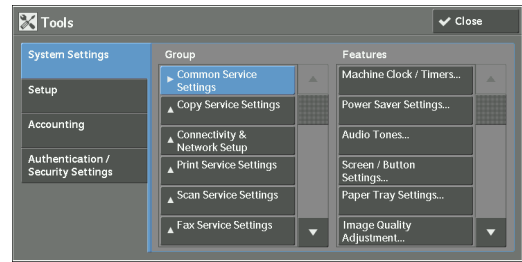 Tools
Close
System Settings
Setup
Accounting
Authentication /
Security Settings
Group
Common Service
Settings
Copy Service Settings
Connectivity &
Network Setup
Print Service Settings
Scan Service Settings
Fax Service Settings
Features
Machine Clock / Timers...
Power Saver Settings...
Audio Tones...
Screen / Button
Settings...
Paper Tray Settings...
Image Quality
Adjustment...